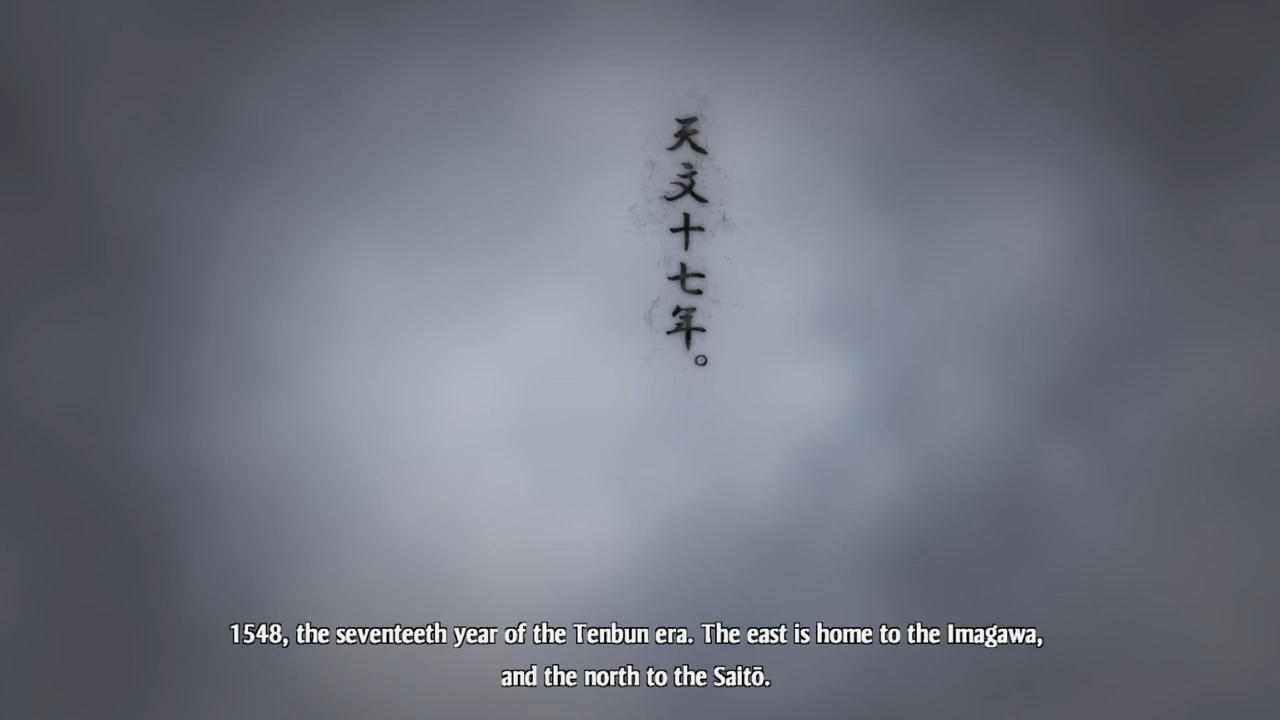 天文十七年。
1548, the seventeeth year of the Tenbun era. The east is home to the Imagawa,
and the north to the Saitō.